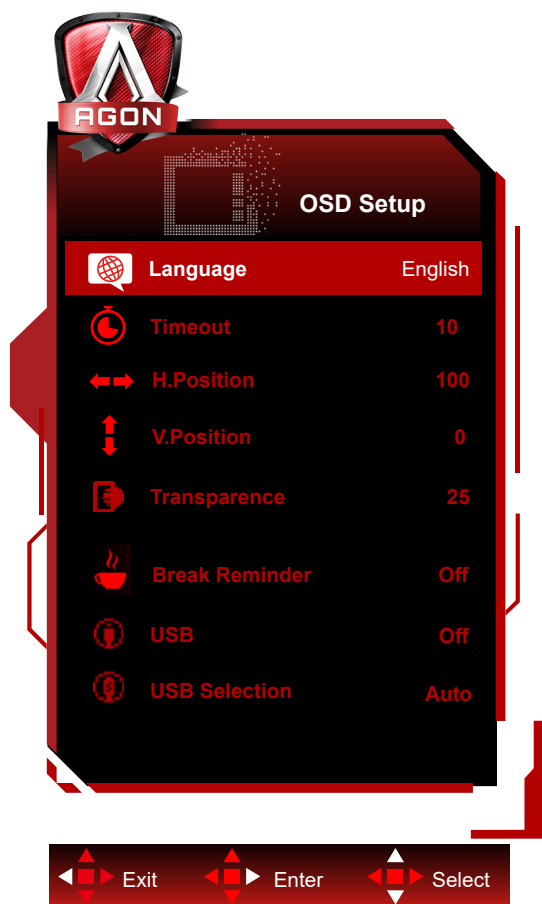 AGON
OSD Setup
Language English
Timeout 10
H.Position 100
V.Position 0
Transparence 25
Break Reminder Off
USB Off
USB Selection Auto
Exit Enter Select